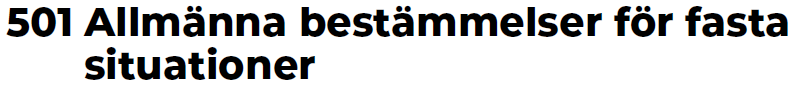 501 Allmänna bestämmelser för fasta
situationer